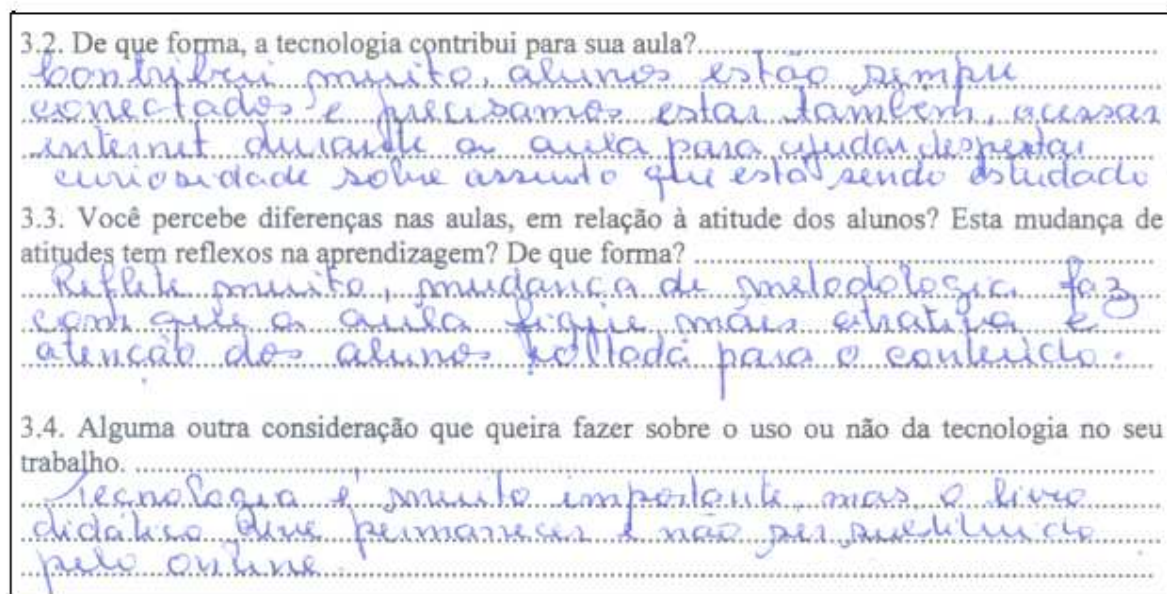 3.2. De que forma, a tecnologia contribui para sua aula?
Contribui muito, alunos estão sempre
conectados e precisamos estar também, acessar
internet durante a aula para ajudar despertar
curiosidade sobre assunto que está sendo estudado
3.3. Você percebe diferenças nas aulas, em relação à atitude dos alunos? Esta mudança de
atitudes tem reflexos na aprendizagem? De que forma?
Reflete muito, mudança de metodologia faz
com que a aula fique mais atrativa e
atenção dos alunos voltada para o conteúdo.
3.4. Alguma outra consideração que queira fazer sobre o uso ou não da tecnologia no seu
trabalho.
Tecnologia é muito importante, mas o livro
didático deve permanecer e não ser substituido
pelo online.